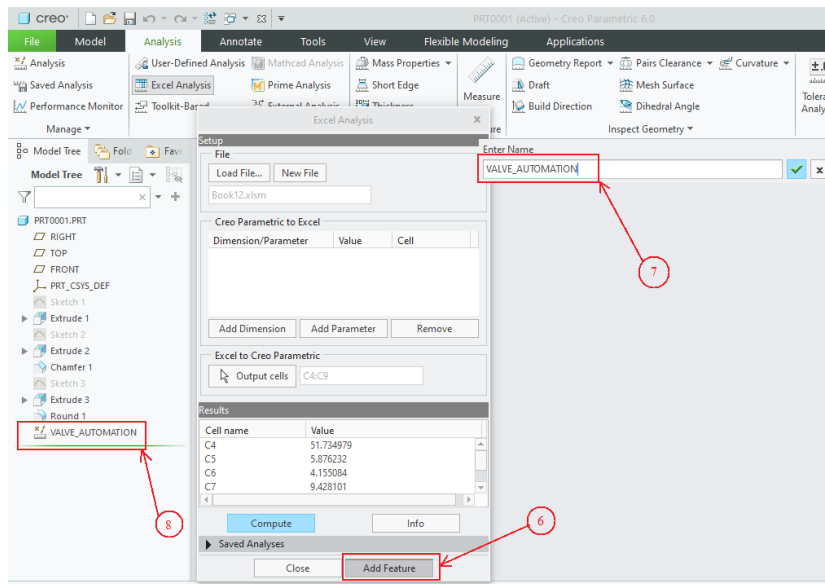 creo°
PRT0001 (Active) - Creo Parametric 6.0
File Model Analysis Annotate Tools View Flexible Modeling Applications
Analysis User-Defined Analysis Mathcad Analysis Mass Properties Geometry Report Pairs Clearance Curvature
Saved Analysis Excel Analysis Prime Analysis Short Edge Measure Draft Mesh Surface
Performance Monitor Toolkit-Based External Analysis Thickness Build Direction Dihedral Angle
Manage Inspect Geometry
Model Tree Fold Favc
Model Tree
PRT0001.PRT
RIGHT
TOP
FRONT
PRT_CSYS_DEF
Sketch 1
Extrude 1
Sketch 2
Extrude 2
Chamfer 1
Sketch 3
Extrude 3
Round 1
VALVE_AUTOMATION
8
Excel Analysis
Setup
File
Load File... New File
Book12.xlsm
Creo Parametric to Excel
Dimension/Parameter Value Cell
Add Dimension Add Parameter Remove
Excel to Creo Parametric
Output cells C4:C9
Results
Cell name Value
C4 51.734979
C5 5.876232
C6 4.155084
C7 9.428101
Compute Info
Saved Analyses
Close Add Feature
6
Enter Name
VALVE_AUTOMATION
7